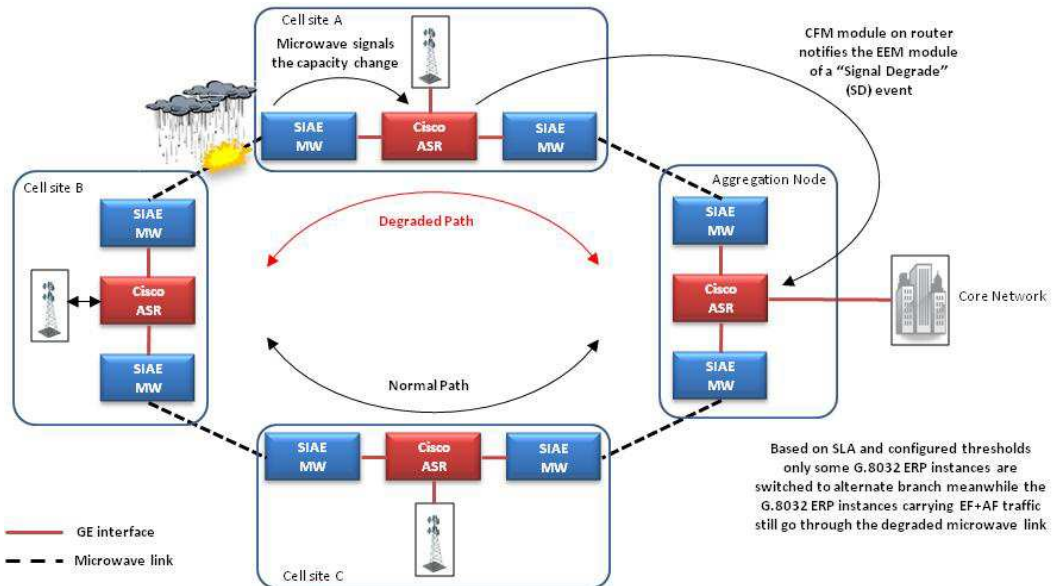 Cell site A
Microwave signals
the capacity change
CFM module on router
notifies the EEM module
of a “Signal Degrade”
(SD) event
SIAE
MW
Cisco
ASR
SIAE
MW
Cell site B
SIAE
MW
Cisco
ASR
SIAE
MW
Degraded Path
Normal Path
Aggregation Node
SIAE
MW
Cisco
ASR
SIAE
MW
Core Network
SIAE
MW
Cisco
ASR
SIAE
MW
Cell site C
Based on SLA and configured thresholds
only some G.8032 ERP instances are
switched to alternate branch meanwhile the
G.8032 ERP instances carrying EF+AF traffic
still go through the degraded microwave link
GE interface
Microwave link